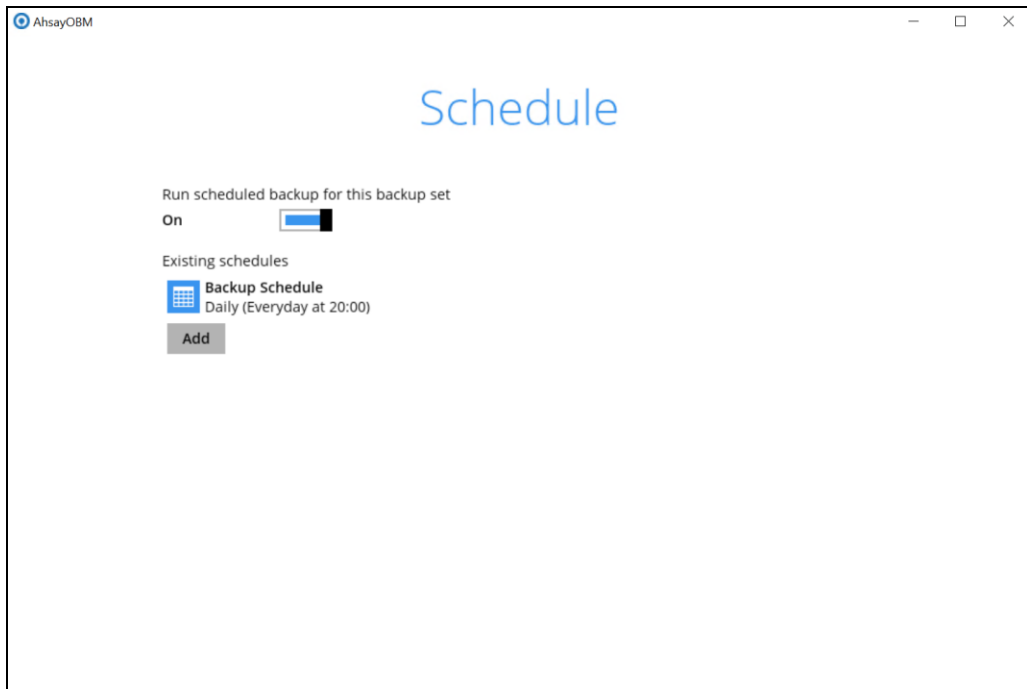 AhsayOBM
Schedule
Run scheduled backup for this backup set
On
Existing schedules
Backup Schedule
Daily (Everyday at 20:00)
Add